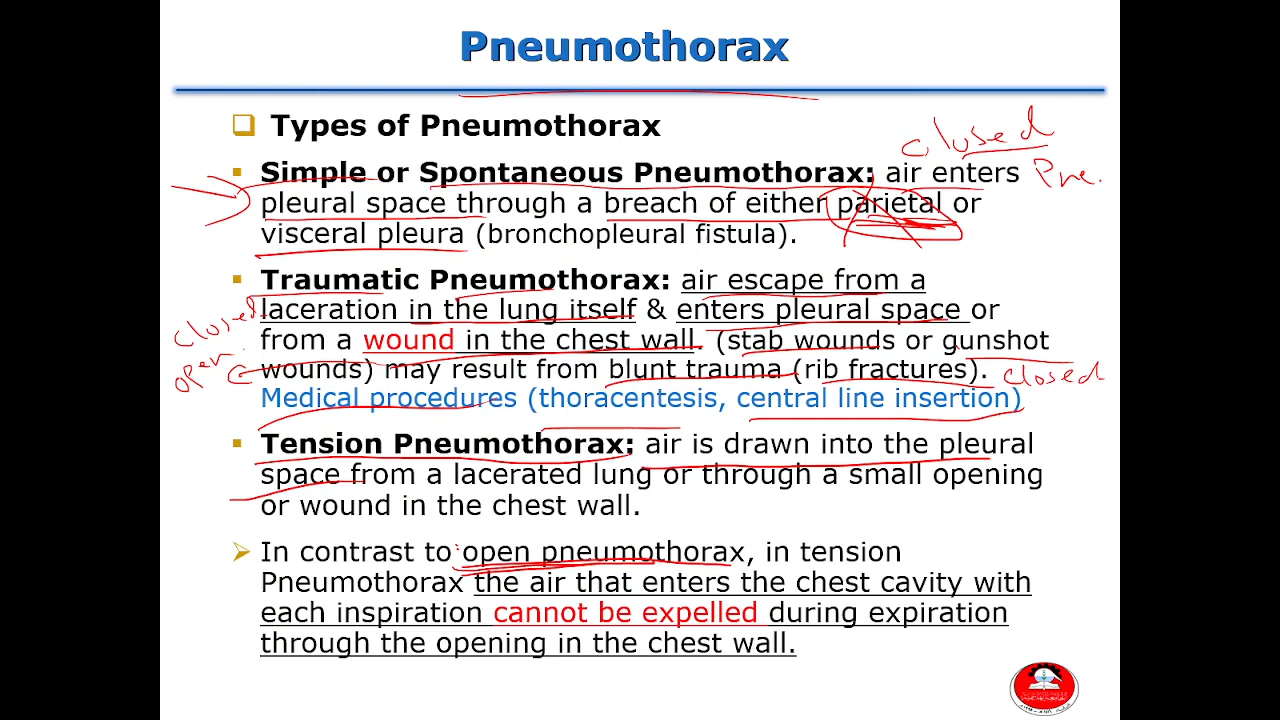 Pneumothorax
Types of Pneumothorax
closed
Simple or Spontaneous Pneumothorax: air enters
Pne.
pleural space through a breach of either parietal or
visceral pleura (bronchopleural fistula).
Traumatic Pneumothorax: air escape from a
closed
laceration in the lung itself & enters pleural space or
from a wound in the chest wall. (stab wounds or gunshot
open
wounds) may result from blunt trauma (rib fractures).
closed
Medical procedures (thoracentesis, central line insertion)
Tension Pneumothorax: air is drawn into the pleural
space from a lacerated lung or through a small opening
or wound in the chest wall.
In contrast to open pneumothorax, in tension
Pneumothorax the air that enters the chest cavity with
each inspiration cannot be expelled during expiration
through the opening in the chest wall.